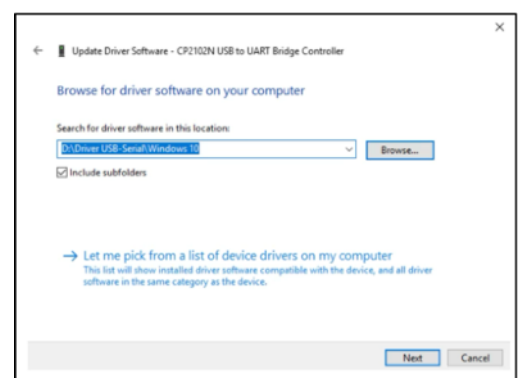 Update Driver Software - CP2102N USB to UART Bridge Controller
Browse for driver software on your computer
Search for driver software in this location:
D:\Driver USB-Serial\Windows 10
Browse...
Include subfolders
Let me pick from a list of device drivers on my computer
This list will show installed driver software compatible with the device, and all driver
software in the same category as the device.
Next Cancel